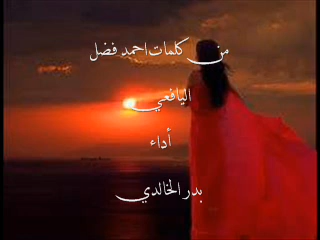 من كلمات احمد فضل
اليافعي
أداء
بدر الخالدي